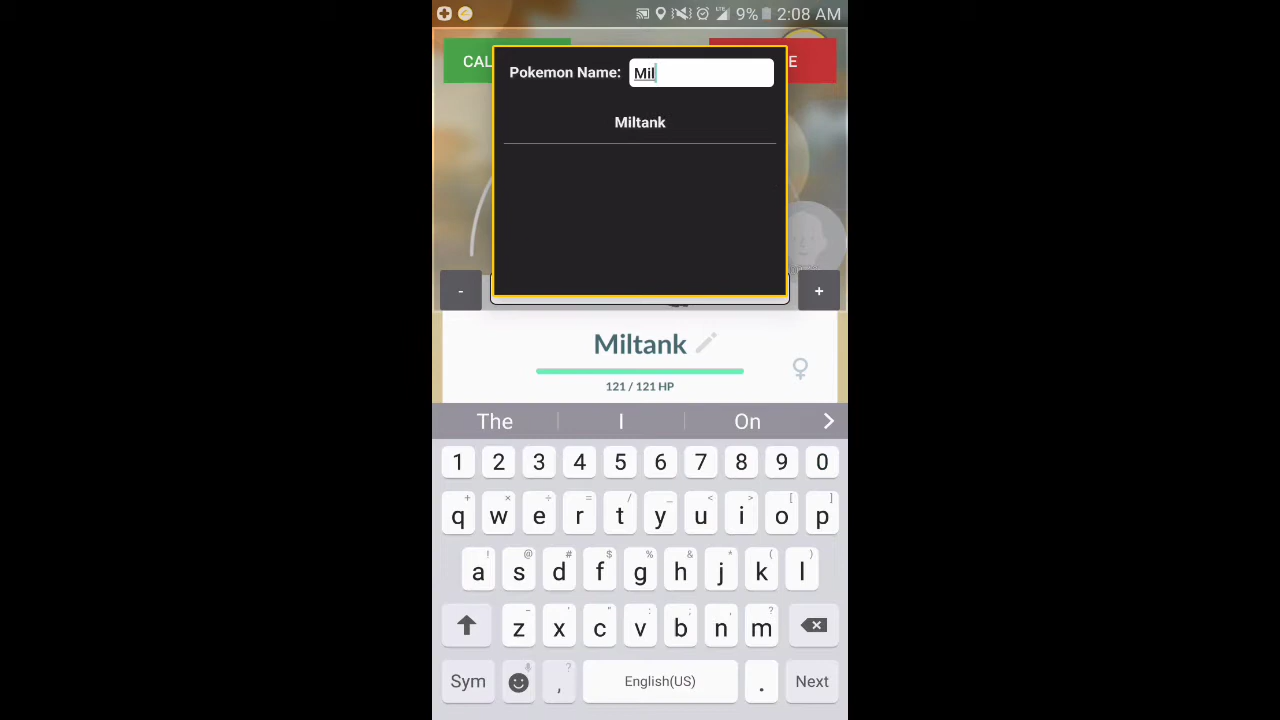 9% 2:08 AM
CAL E
Pokemon Name: Mil
Miltank
- +
Miltank
121 / 121 HP
The I On >
1 2 3 4 5 6 7 8 9 0
+ × ÷ = / _ < > [ ]
q w e r t y u i o p
! @ # $ % ^ & * ( )
a s d f g h j k l
- ' " : ; , ?
z x c v b n m
Sym , ? English(US) . Next